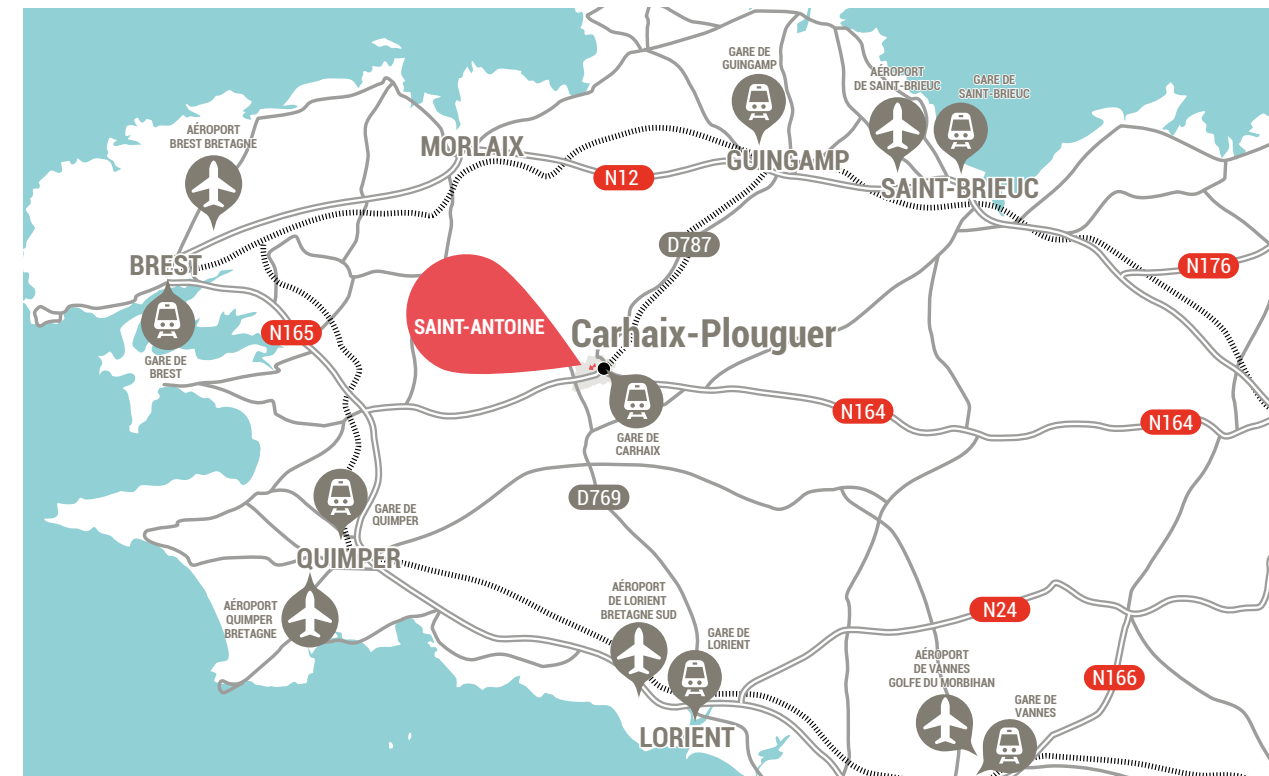 GARE DE
GUINGAMP
AÉROPORT
DE SAINT-BRIEUC
GARE DE
SAINT-BRIEUC
AÉROPORT
BREST BRETAGNE
MORLAIX
GUINGAMP
N12
SAINT-BRIEUC
D787
BREST
N176
N165
SAINT-ANTOINE
Carhaix-Plouguer
GARE DE
BREST
N164
N164
GARE DE
CARHAIX
D769
GARE DE
QUIMPER
QUIMPER
AÉROPORT
QUIMPER
BRETAGNE
AÉROPORT
DE LORIENT
BRETAGNE SUD
GARE DE
LORIENT
N24
AÉROPORT
DE VANNES
GOLFE DU MORBIHAN
N166
GARE DE
VANNES
LORIENT